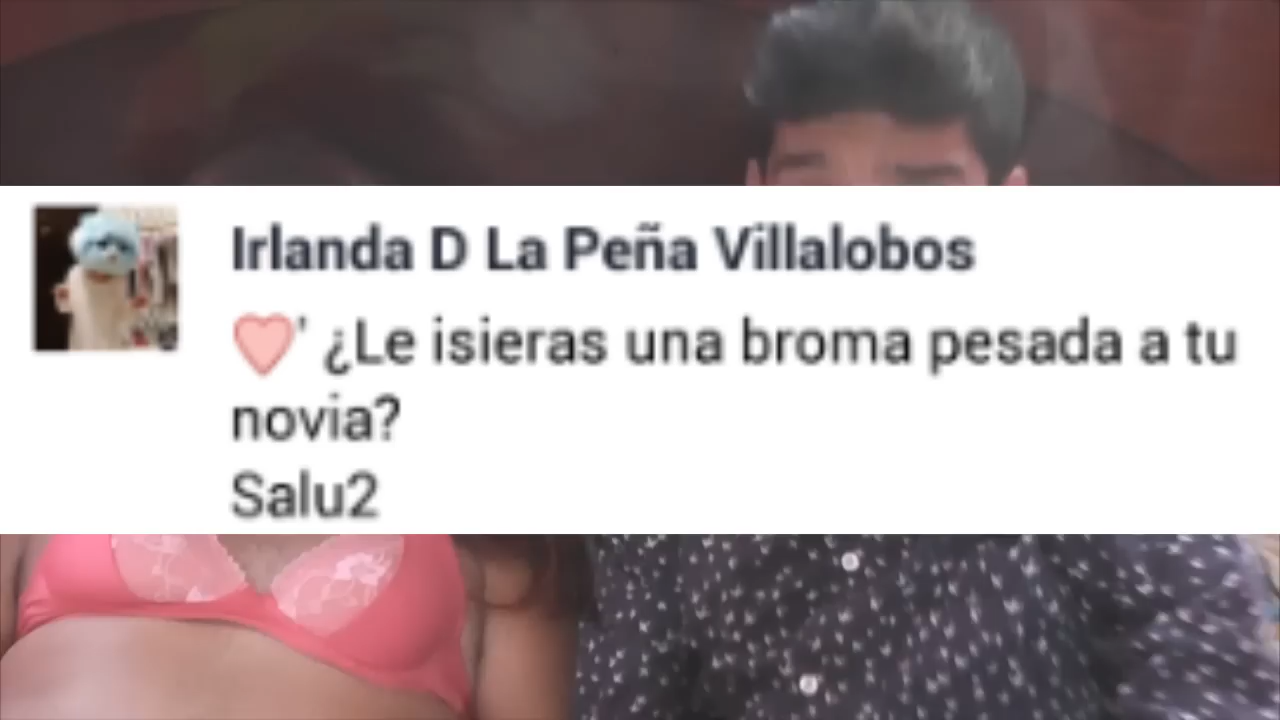 Irlanda D La Peña Villalobos
♥' ¿Le isieras una broma pesada a tu
novia?
Salu2